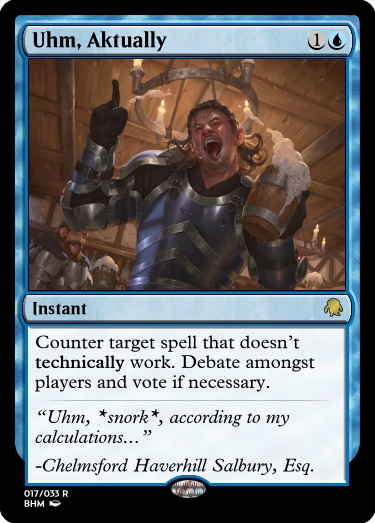 Uhm, Aktually 1
Instant
Counter target spell that doesn't
technically work. Debate amongst
players and vote if necessary.
“Uhm, *snork*, according to my
calculations...”
-Chelmsford Haverhill Salbury, Esq.
017/033 R
BHM